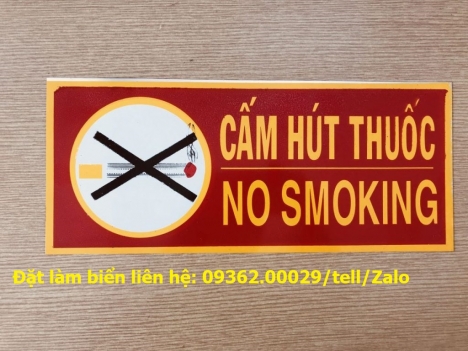 CẤM HÚT THUỐC
NO SMOKING
Đặt làm biển liên hệ: 09362.00029/tell/Zalo